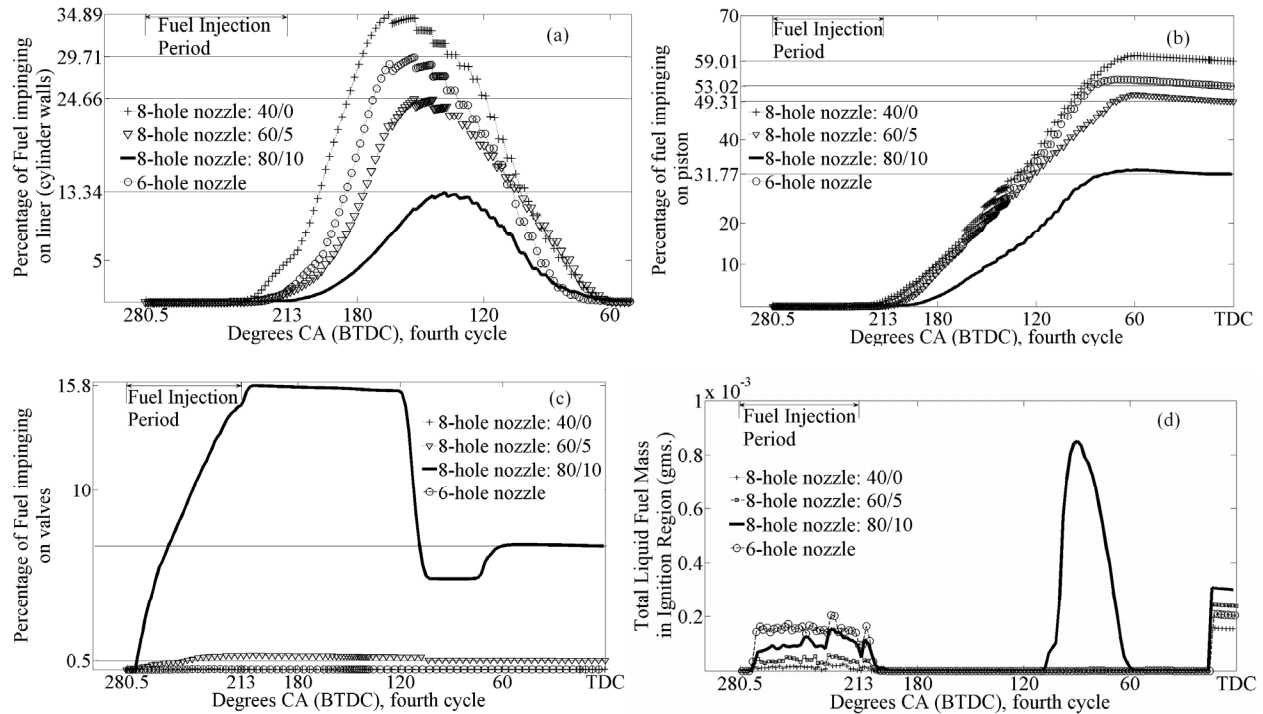 Percentage of Fuel impinging
on liner (cylinder walls)
34.89
29.71
24.66
13.34
5
Fuel Injection
Period
(a)
8-hole nozzle: 40/0
8-hole nozzle: 60/5
8-hole nozzle: 80/10
6-hole nozzle
280.5 213 180 120 60
Degrees CA (BTDC), fourth cycle
Percentage of fuel impinging
on piston
70
59.01
53.02
49.31
40
31.77
20
10
Fuel Injection
Period
(b)
8-hole nozzle: 40/0
8-hole nozzle: 60/5
8-hole nozzle: 80/10
6-hole nozzle
280.5 213 180 120 60 TDC
Degrees CA (BTDC), fourth cycle
Percentage of Fuel impinging
on valves
15.8
10
0.5
Fuel Injection
Period
(c)
8-hole nozzle: 40/0
8-hole nozzle: 60/5
8-hole nozzle: 80/10
6-hole nozzle
280.5 213 180 120 60 TDC
Degrees CA (BTDC), fourth cycle
Total Liquid Fuel Mass
in Ignition Region (gms.)
x 10-3
1
0.8
0.6
0.4
0.2
0
Fuel Injection
Period
(d)
8-hole nozzle: 40/0
8-hole nozzle: 60/5
8-hole nozzle: 80/10
6-hole nozzle
280.5 213 180 120 60 TDC
Degrees CA (BTDC), fourth cycle